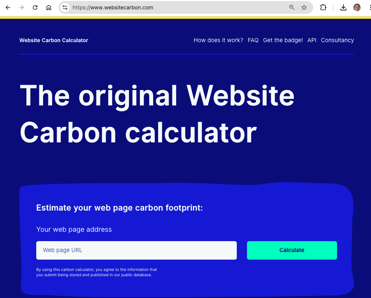 https://www.websitecarbon.com
Website Carbon Calculator
How does it work? FAQ Get the badge! API Consultancy
The original Website
Carbon calculator
Estimate your web page carbon footprint:
Your web page address
Web page URL
Calculate
By using this carbon calculator, you agree to the information that
you submit being stored and published in our public database.